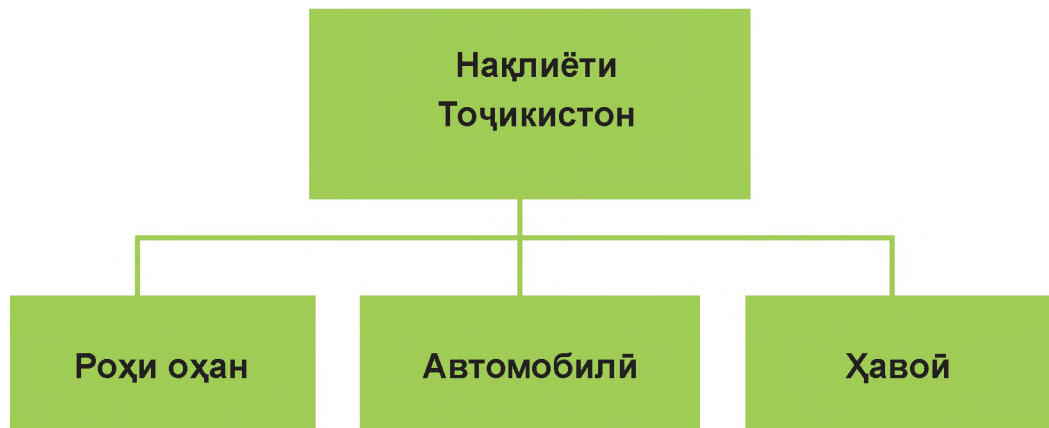 Нақлиёти
Тоҷикистон
Роҳи оҳан
Автомобилӣ
Ҳавоӣ